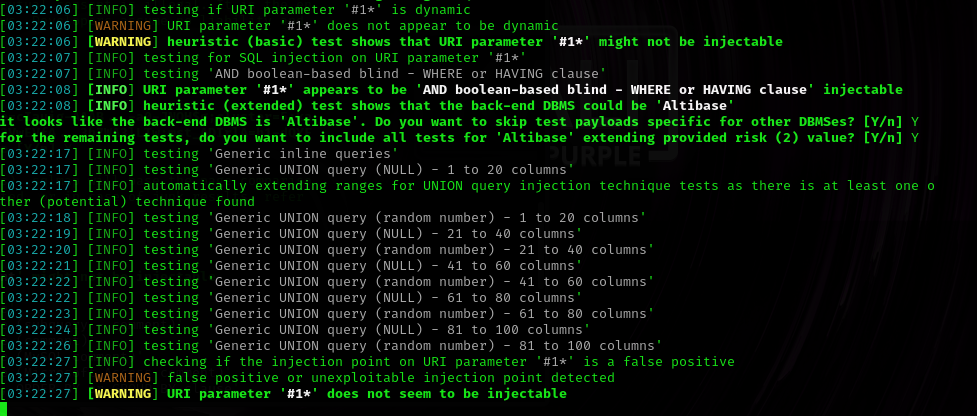 [03:22:06] [INFO] testing if URI parameter '#1*' is dynamic
[03:22:06] [WARNING] URI parameter '#1*' does not appear to be dynamic
[03:22:06] [WARNING] heuristic (basic) test shows that URI parameter '#1*' might not be injectable
[03:22:07] [INFO] testing for SQL injection on URI parameter '#1*'
[03:22:07] [INFO] testing 'AND boolean-based blind - WHERE or HAVING clause'
[03:22:08] [INFO] URI parameter '#1*' appears to be 'AND boolean-based blind - WHERE or HAVING clause' injectable
[03:22:08] [INFO] heuristic (extended) test shows that the back-end DBMS could be 'Altibase'
it looks like the back-end DBMS is 'Altibase'. Do you want to skip test payloads specific for other DBMSes? [Y/n] Y
for the remaining tests, do you want to include all tests for 'Altibase' extending provided risk (2) value? [Y/n] Y
[03:22:17] [INFO] testing 'Generic inline queries'
PURPLE
[03:22:17] [INFO] testing 'Generic UNION query (NULL) - 1 to 20 columns'
[03:22:17] [INFO] automatically extending ranges for UNION query injection technique tests as there is at least one o
ther (potential) technique found
[03:22:18] [INFO] testing 'Generic UNION query (random number) - 1 to 20 columns'
[03:22:19] [INFO] testing 'Generic UNION query (NULL) - 21 to 40 columns'
[03:22:20] [INFO] testing 'Generic UNION query (random number) - 21 to 40 columns'
[03:22:21] [INFO] testing 'Generic UNION query (NULL) - 41 to 60 columns'
[03:22:22] [INFO] testing 'Generic UNION query (random number) - 41 to 60 columns'
[03:22:22] [INFO] testing 'Generic UNION query (NULL) - 61 to 80 columns'
[03:22:23] [INFO] testing 'Generic UNION query (random number) - 61 to 80 columns'
[03:22:24] [INFO] testing 'Generic UNION query (NULL) - 81 to 100 columns'
[03:22:26] [INFO] testing 'Generic UNION query (random number) - 81 to 100 columns'
[03:22:27] [INFO] checking if the injection point on URI parameter '#1*' is a false positive
[03:22:27] [WARNING] false positive or unexploitable injection point detected
[03:22:27] [WARNING] URI parameter '#1*' does not seem to be injectable